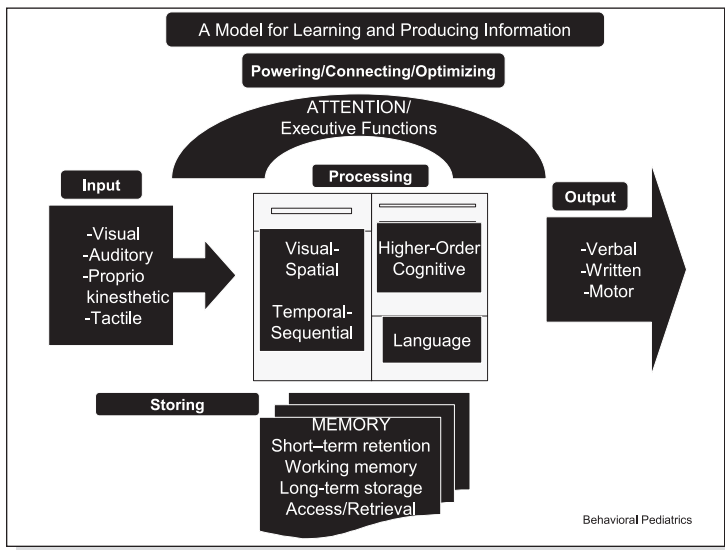 A Model for Learning and Producing Information
Powering/Connecting/Optimizing
ATTENTION/
Executive Functions
Input
-Visual
-Auditory
-Proprio
kinesthetic
-Tactile
Processing
Visual-
Spatial
Temporal-
Sequential
Higher-Order
Cognitive
Language
Output
-Verbal
-Written
-Motor
Storing
MEMORY
Short–term retention
Working memory
Long-term storage
Access/Retrieval
Behavioral Pediatrics